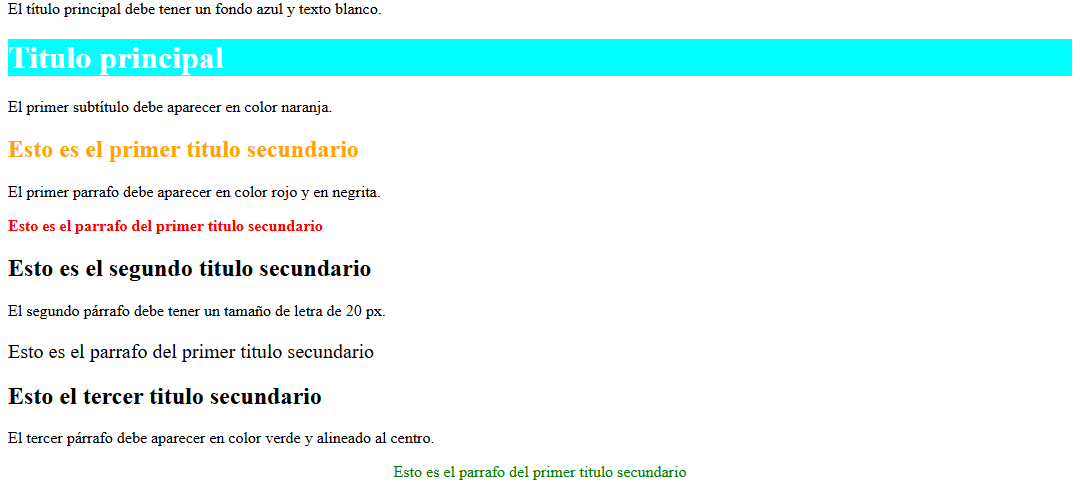 El título principal debe tener un fondo azul y texto blanco.
Titulo principal
El primer subtítulo debe aparecer en color naranja.
Esto es el primer titulo secundario
El primer parrafo debe aparecer en color rojo y en negrita.
Esto es el parrafo del primer titulo secundario
Esto es el segundo titulo secundario
El segundo párrafo debe tener un tamaño de letra de 20 px.
Esto es el parrafo del primer titulo secundario
Esto el tercer titulo secundario
El tercer párrafo debe aparecer en color verde y alineado al centro.
Esto es el parrafo del primer titulo secundario